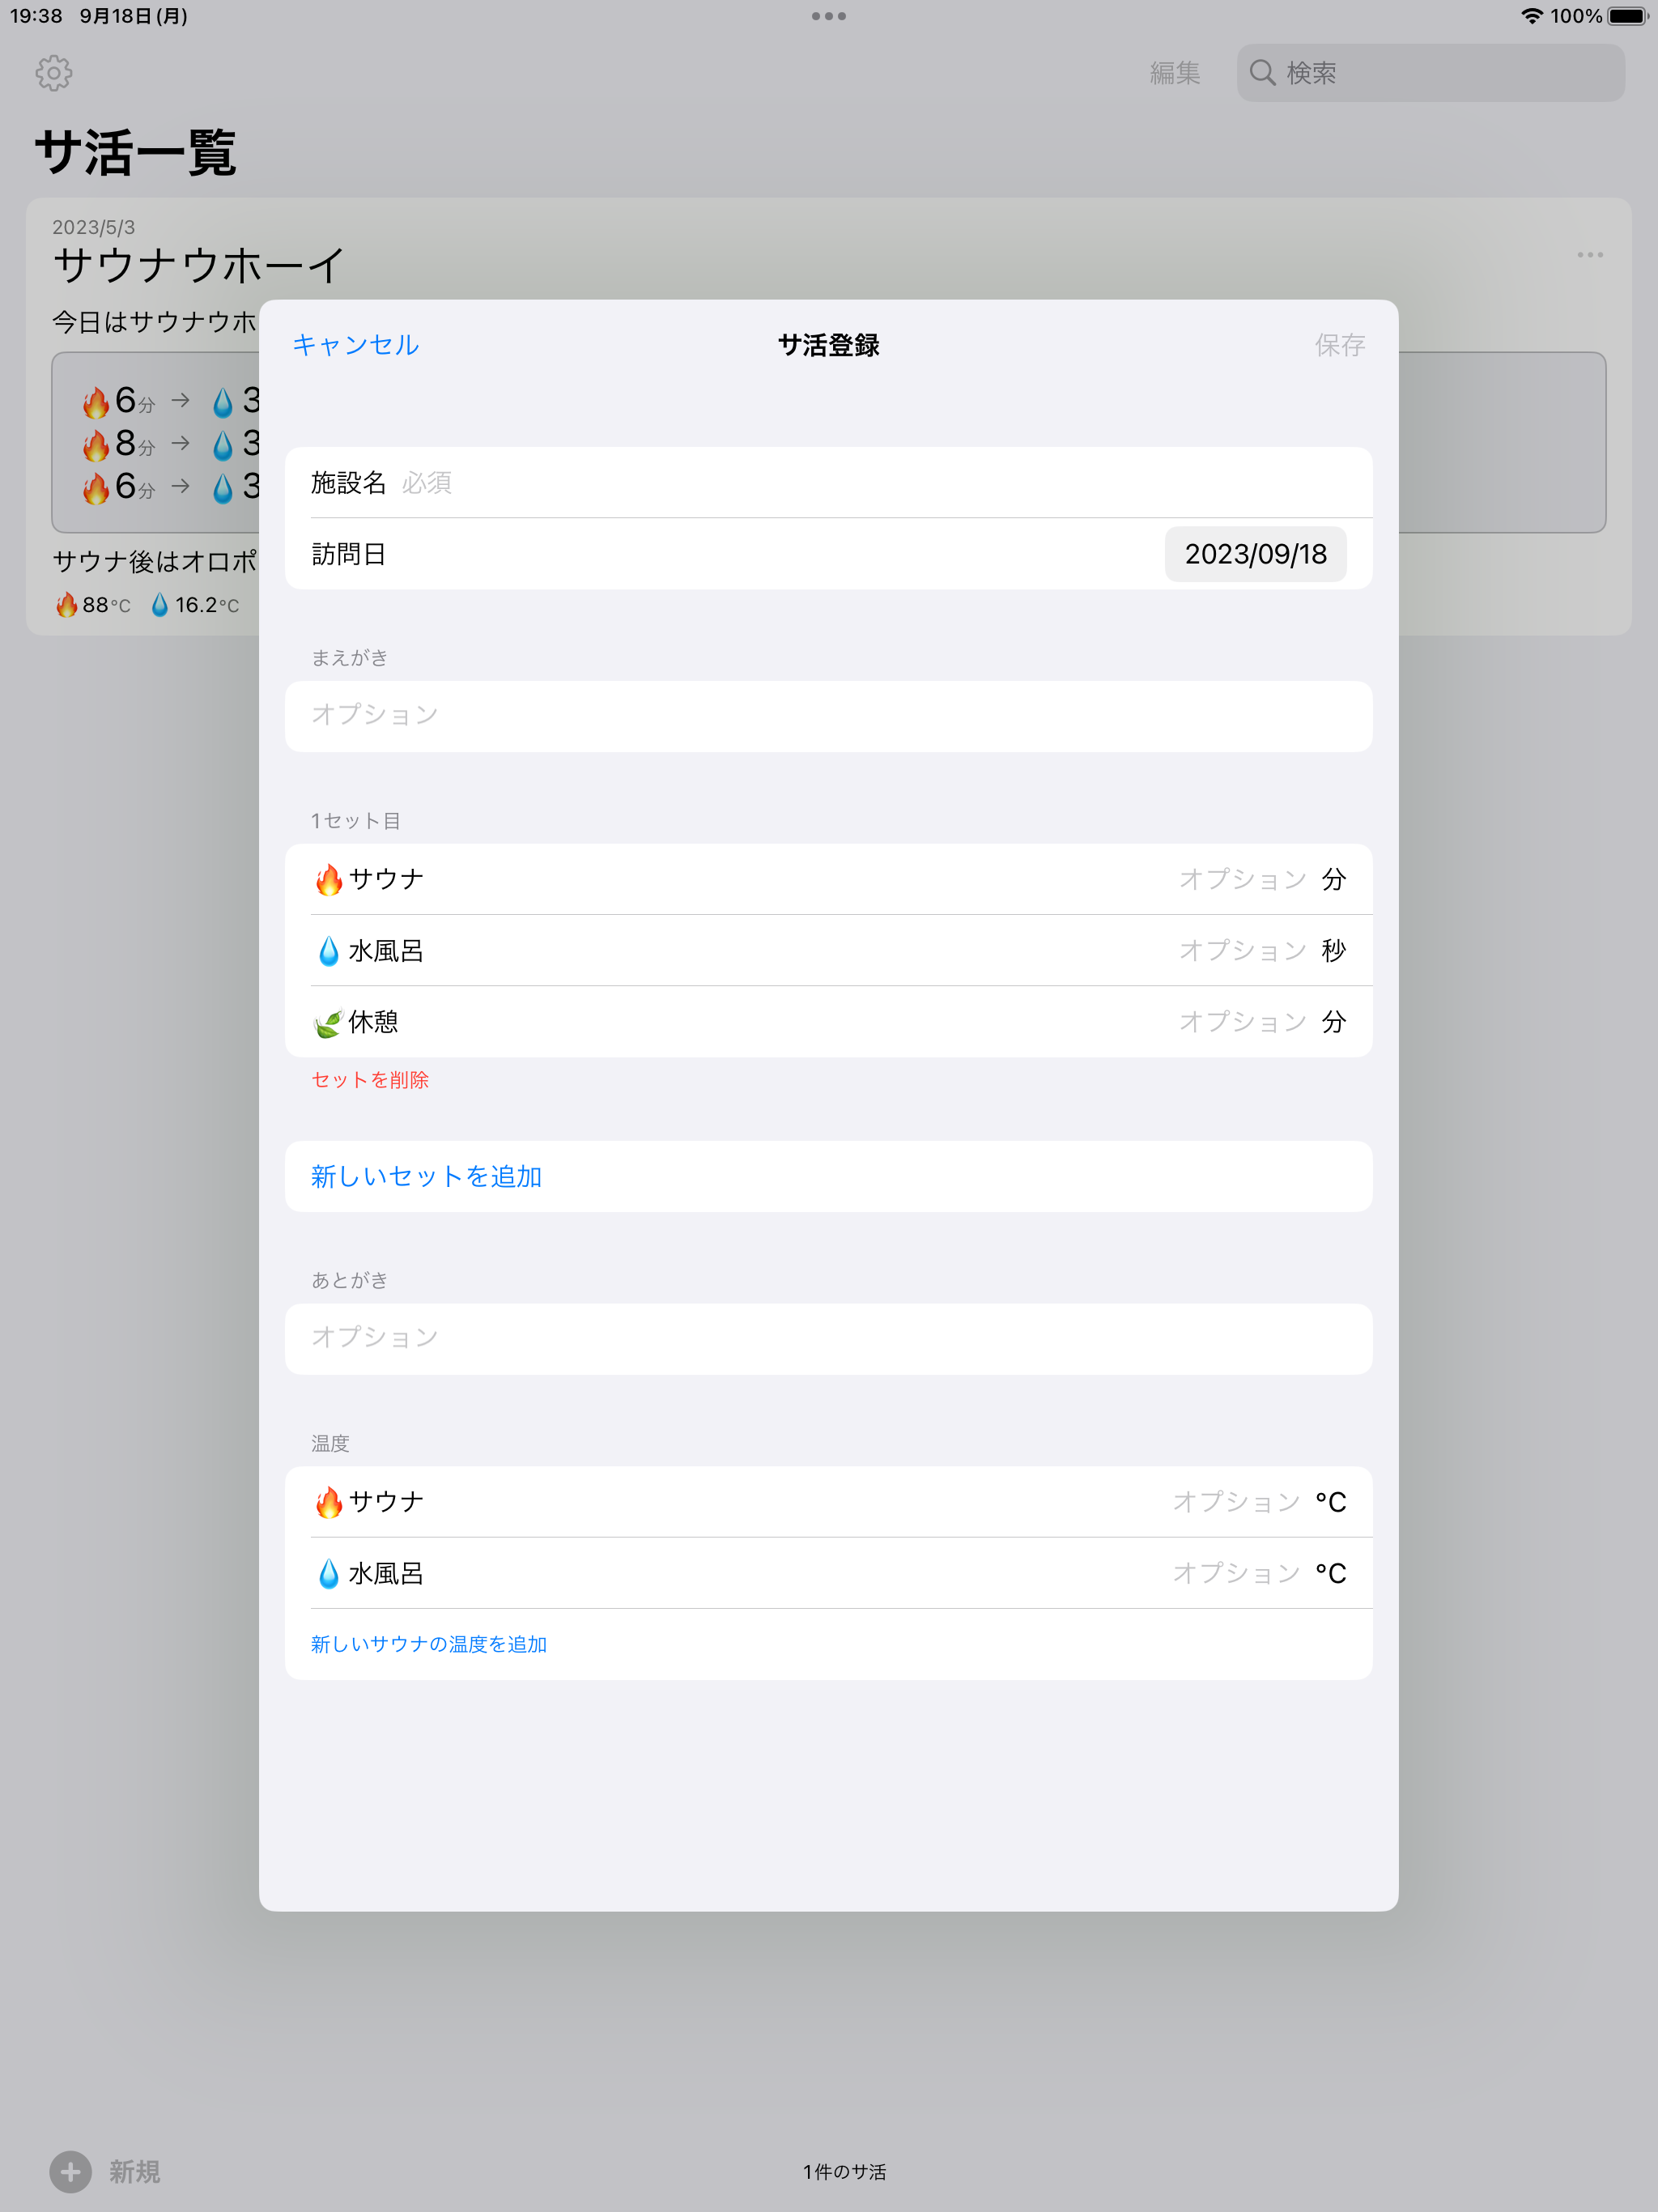 19:38 9月18日(月)
100%
編集
検索
サ活一覧
2023/5/3
サウナウホーイ
今日はサウナウホ
6分 → 3
8分 → 3
6分 → 3
サウナ後はオロポ
88℃ 16.2℃
キャンセル
サ活登録
保存
施設名 必須
訪問日 2023/09/18
まえがき
オプション
1セット目
サウナ オプション 分
水風呂 オプション 秒
休憩 オプション 分
セットを削除
新しいセットを追加
あとがき
オプション
温度
サウナ オプション ℃
水風呂 オプション ℃
新しいサウナの温度を追加
新規
1件のサ活